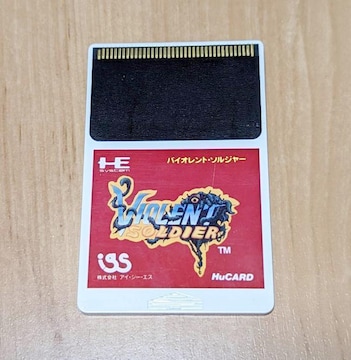 HE
SYSTEM
バイオレント・ソルジャー
VIOLENT
SOLDIER
TM
igs
株式会社 アイ・ジー・エス
HuCARD